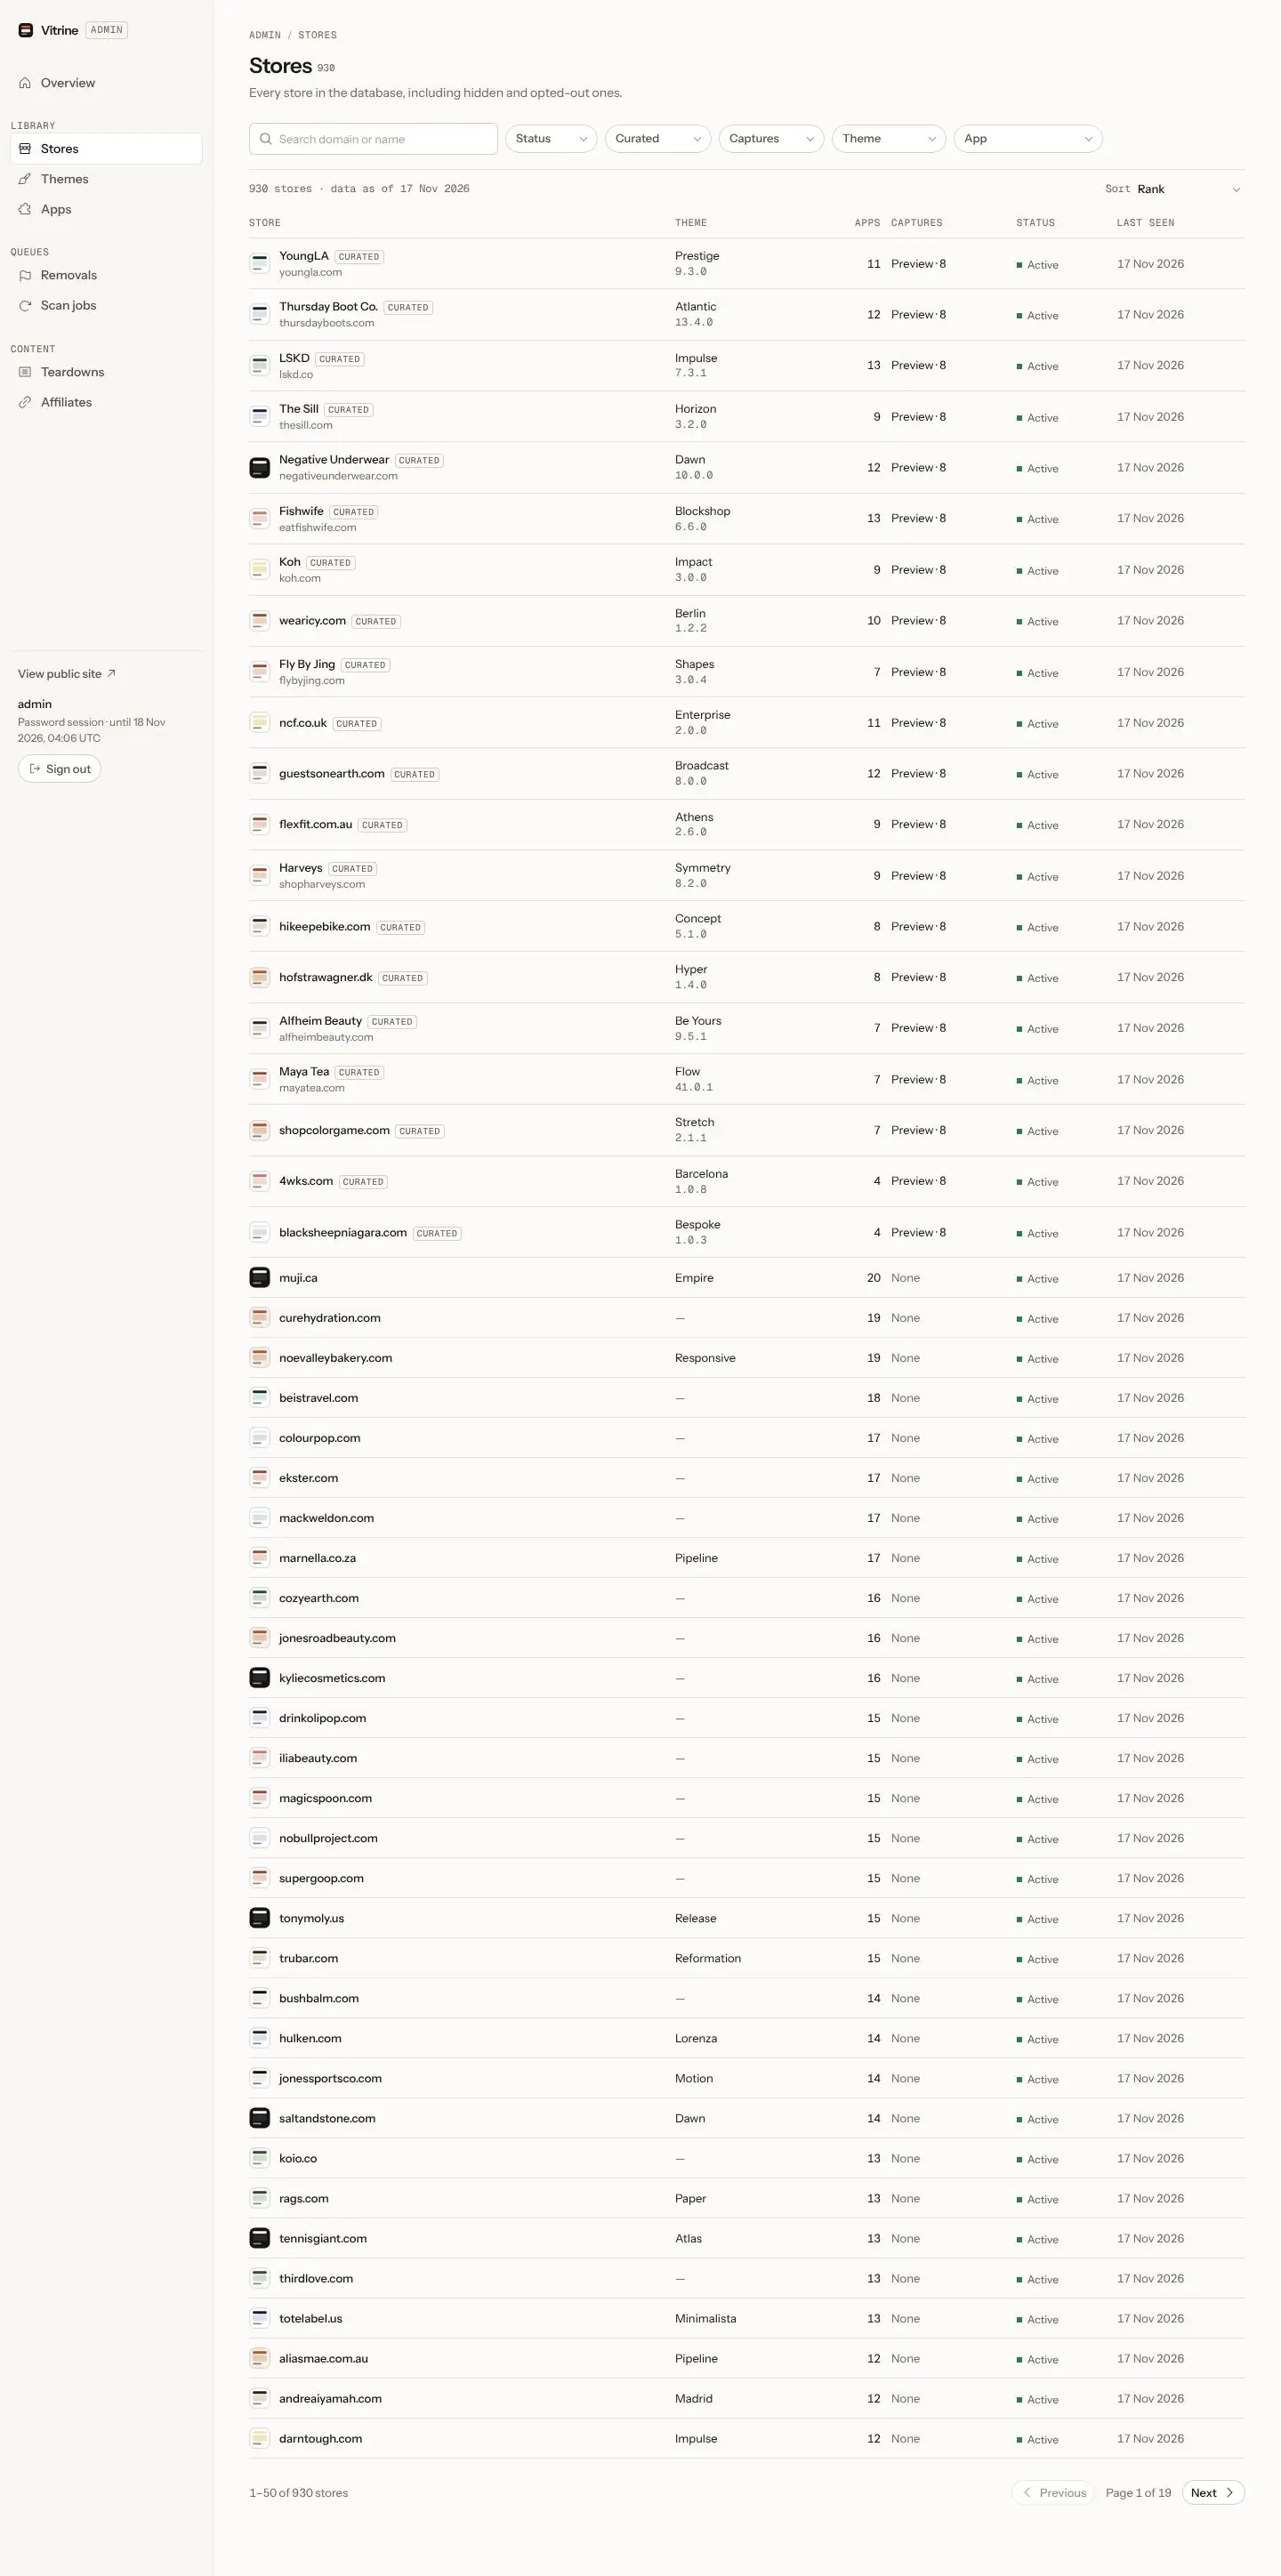 Vitrine ADMIN
Overview
LIBRARY
Stores
Themes
Apps
QUEUES
Removals
Scan jobs
CONTENT
Teardowns
Affiliates
View public site
admin
Password session · until 18 Nov
2026, 04:06 UTC
Sign out
ADMIN / STORES
Stores 930
Every store in the database, including hidden and opted-out ones.
Search domain or name Status Curated Captures Theme App
930 stores · data as of 17 Nov 2026 Sort Rank
STORE THEME APPS CAPTURES STATUS LAST SEEN
YoungLA CURATED Prestige 11 Preview · 8 Active 17 Nov 2026
youngla.com 9.3.0
Thursday Boot Co. CURATED Atlantic 12 Preview · 8 Active 17 Nov 2026
thursdayboots.com 13.4.0
LSKD CURATED Impulse 13 Preview · 8 Active 17 Nov 2026
lskd.co 7.3.1
The Sill CURATED Horizon 9 Preview · 8 Active 17 Nov 2026
thesill.com 3.2.0
Negative Underwear CURATED Dawn 12 Preview · 8 Active 17 Nov 2026
negativeunderwear.com 10.0.0
Fishwife CURATED Blockshop 13 Preview · 8 Active 17 Nov 2026
eatfishwife.com 6.6.0
Koh CURATED Impact 9 Preview · 8 Active 17 Nov 2026
koh.com 3.0.0
wearicy.com CURATED Berlin 10 Preview · 8 Active 17 Nov 2026
1.2.2
Fly By Jing CURATED Shapes 7 Preview · 8 Active 17 Nov 2026
flybyjing.com 3.0.4
ncf.co.uk CURATED Enterprise 11 Preview · 8 Active 17 Nov 2026
2.0.0
guestsonearth.com CURATED Broadcast 12 Preview · 8 Active 17 Nov 2026
8.0.0
flexfit.com.au CURATED Athens 9 Preview · 8 Active 17 Nov 2026
2.6.0
Harveys CURATED Symmetry 9 Preview · 8 Active 17 Nov 2026
shopharveys.com 8.2.0
hikeepebike.com CURATED Concept 8 Preview · 8 Active 17 Nov 2026
5.1.0
hofstrawagner.dk CURATED Hyper 8 Preview · 8 Active 17 Nov 2026
1.4.0
Alfheim Beauty CURATED Be Yours 7 Preview · 8 Active 17 Nov 2026
alfheimbeauty.com 9.5.1
Maya Tea CURATED Flow 7 Preview · 8 Active 17 Nov 2026
mayatea.com 41.0.1
shopcolorgame.com CURATED Stretch 7 Preview · 8 Active 17 Nov 2026
2.1.1
4wks.com CURATED Barcelona 4 Preview · 8 Active 17 Nov 2026
1.0.8
blacksheepniagara.com CURATED Bespoke 4 Preview · 8 Active 17 Nov 2026
1.0.3
muji.ca Empire 20 None Active 17 Nov 2026
curehydration.com — 19 None Active 17 Nov 2026
noevalleybakery.com Responsive 19 None Active 17 Nov 2026
beistravel.com — 18 None Active 17 Nov 2026
colourpop.com — 17 None Active 17 Nov 2026
ekster.com — 17 None Active 17 Nov 2026
mackweldon.com — 17 None Active 17 Nov 2026
marnella.co.za Pipeline 17 None Active 17 Nov 2026
cozyearth.com — 16 None Active 17 Nov 2026
jonesroadbeauty.com — 16 None Active 17 Nov 2026
kyliecosmetics.com — 16 None Active 17 Nov 2026
drinkolipop.com — 15 None Active 17 Nov 2026
iliabeauty.com — 15 None Active 17 Nov 2026
magicspoon.com — 15 None Active 17 Nov 2026
nobullproject.com — 15 None Active 17 Nov 2026
supergoop.com — 15 None Active 17 Nov 2026
tonymoly.us Release 15 None Active 17 Nov 2026
trubar.com Reformation 15 None Active 17 Nov 2026
bushbalm.com — 14 None Active 17 Nov 2026
hulken.com Lorenza 14 None Active 17 Nov 2026
jonessportsco.com Motion 14 None Active 17 Nov 2026
saltandstone.com Dawn 14 None Active 17 Nov 2026
koio.co — 13 None Active 17 Nov 2026
rags.com Paper 13 None Active 17 Nov 2026
tennisgiant.com Atlas 13 None Active 17 Nov 2026
thirdlove.com — 13 None Active 17 Nov 2026
totelabel.us Minimalista 13 None Active 17 Nov 2026
aliasmae.com.au Pipeline 12 None Active 17 Nov 2026
andreaiyamah.com Madrid 12 None Active 17 Nov 2026
darntough.com Impulse 12 None Active 17 Nov 2026
1–50 of 930 stores Previous Page 1 of 19 Next